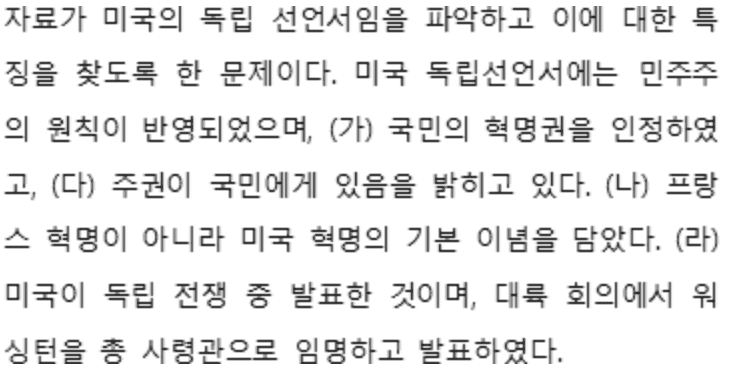 자료가 미국의 독립 선언서임을 파악하고 이에 대한 특
징을 찾도록 한 문제이다. 미국 독립선언서에는 민주주
의 원칙이 반영되었으며, (가) 국민의 혁명권을 인정하였
고, (다) 주권이 국민에게 있음을 밝히고 있다. (나) 프랑
스 혁명이 아니라 미국 혁명의 기본 이념을 담았다. (라)
미국이 독립 전쟁 중 발표한 것이며, 대륙 회의에서 워
싱턴을 총 사령관으로 임명하고 발표하였다.